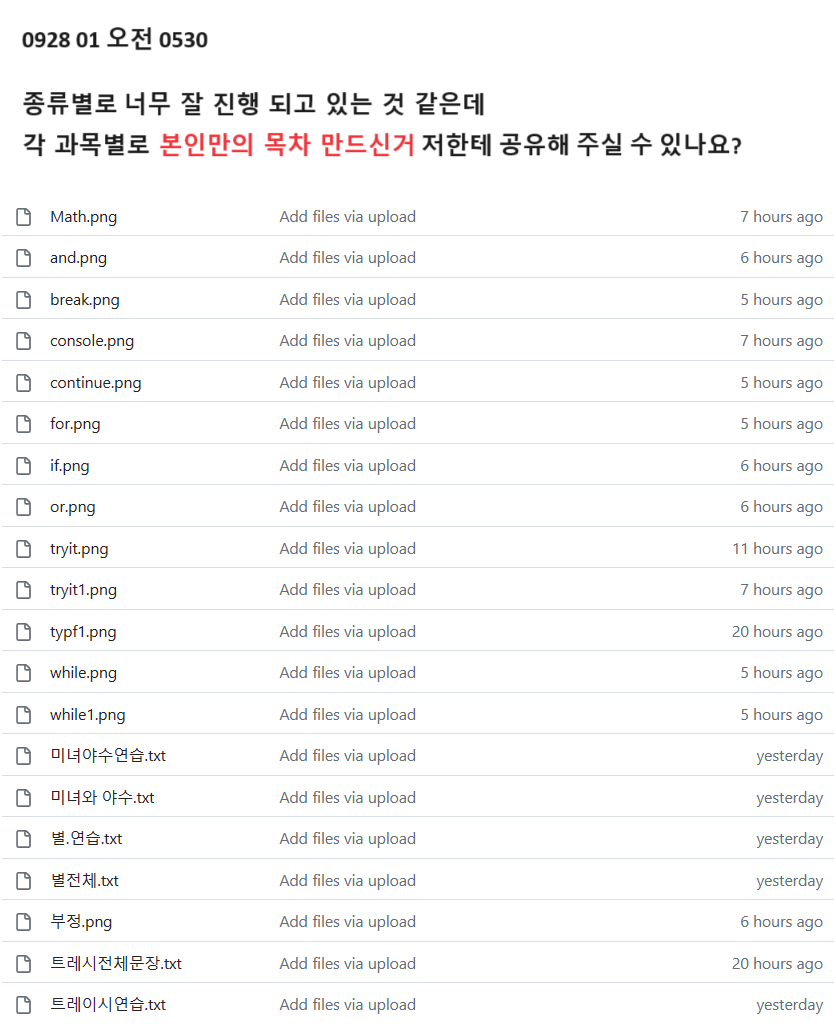 0928 01 오전 0530
종류별로 너무 잘 진행 되고 있는 것 같은데
각 과목별로 본인만의 목차 만드신거 저한테 공유해 주실 수 있나요?
Math.png Add files via upload 7 hours ago
and.png Add files via upload 6 hours ago
break.png Add files via upload 5 hours ago
console.png Add files via upload 7 hours ago
continue.png Add files via upload 5 hours ago
for.png Add files via upload 5 hours ago
if.png Add files via upload 6 hours ago
or.png Add files via upload 6 hours ago
tryit.png Add files via upload 11 hours ago
tryit1.png Add files via upload 7 hours ago
typf1.png Add files via upload 20 hours ago
while.png Add files via upload 5 hours ago
while1.png Add files via upload 5 hours ago
미녀야수연습.txt Add files via upload yesterday
미녀와 야수.txt Add files via upload yesterday
별.연습.txt Add files via upload yesterday
별전체.txt Add files via upload yesterday
부정.png Add files via upload 6 hours ago
트레시전체문장.txt Add files via upload 20 hours ago
트레이시연습.txt Add files via upload yesterday